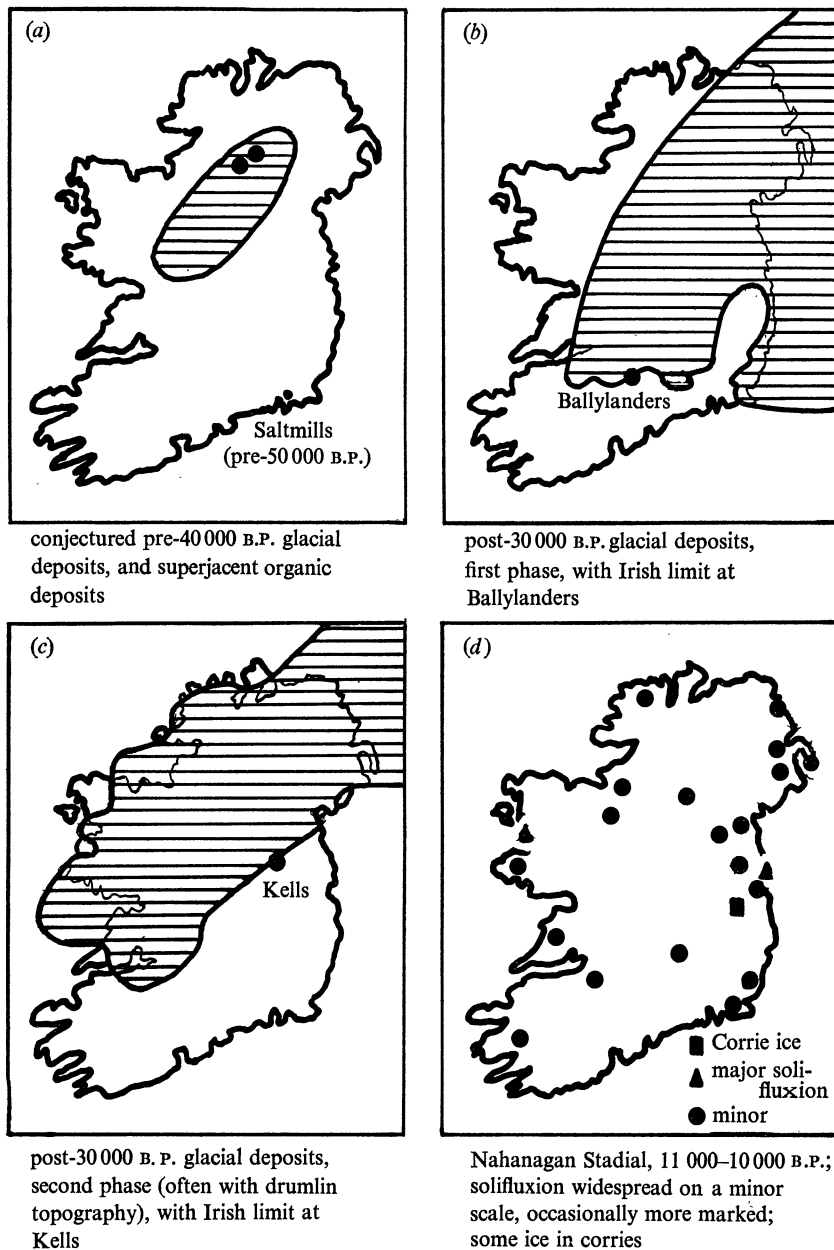 (a)
Saltmills
(pre-50 000 B.P.)
conjectured pre-40 000 B.P. glacial
deposits, and superjacent organic
deposits
(b)
Ballylanders
post-30 000 B.P. glacial deposits,
first phase, with Irish limit at
Ballylanders
(c)
Kells
post-30 000 B. P. glacial deposits,
second phase (often with drumlin
topography), with Irish limit at
Kells
(d)
Corrie ice
major soli-
fluxion
minor
Nahanagan Stadial, 11 000–10 000 B.P.;
solifluxion widespread on a minor
scale, occasionally more marked;
some ice in corries